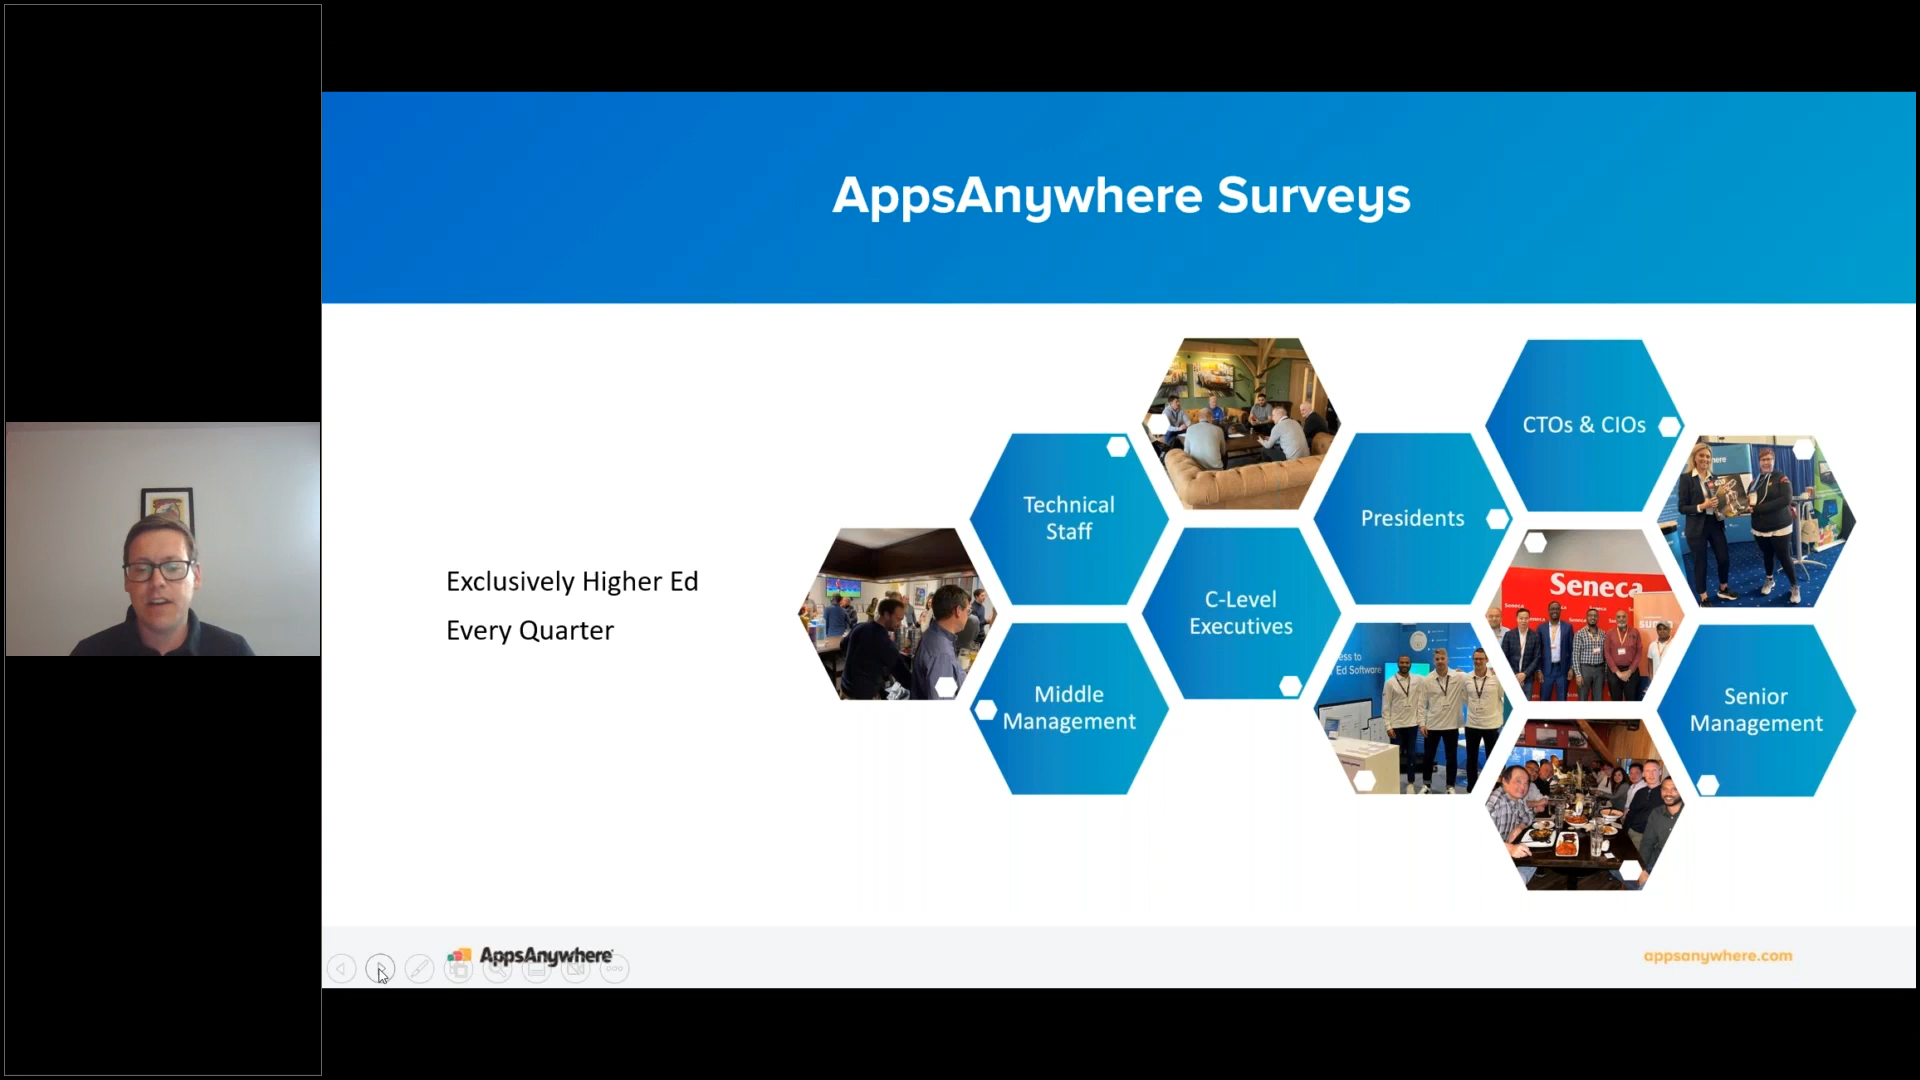 AppsAnywhere Surveys
Exclusively Higher Ed
Every Quarter
CTOs & CIOs
Technical
Staff
Presidents
C-Level
Executives
Middle
Management
Senior
Management
Seneca
Ed Software
AppsAnywhere
appsanywhere.com